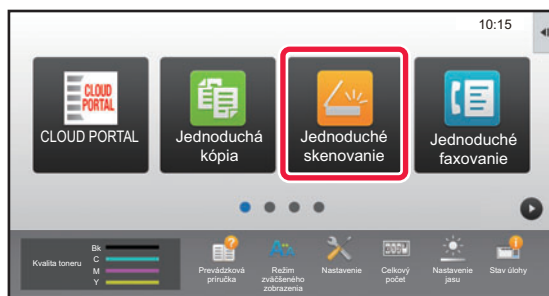 10:15
CLOUD
PORTAL
CLOUD PORTAL
Jednoduchá
kópia
Jednoduché
skenovanie
Jednoduché
faxovanie
Kvalita toneru
Bk
C
M
Y
Prevádzková
príručka
Režim
zväčšeného
zobrazenia
Nastavenie
Celkový
počet
Nastavenie
jasu
Stav úlohy